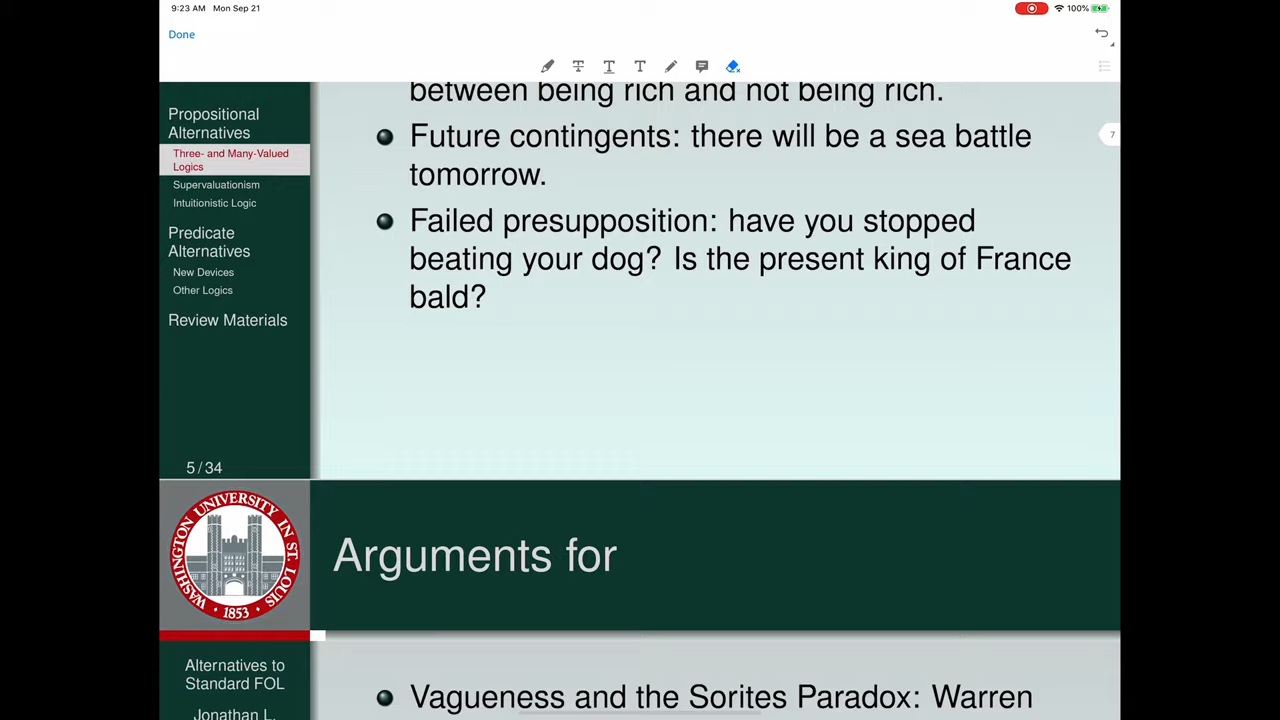 9:23 AM Mon Sep 21
100%
Done
between being rich and not being rich.
Propositional
Alternatives
Three- and Many-Valued
Logics
Supervaluationism
Intuitionistic Logic
Predicate
Alternatives
New Devices
Other Logics
Review Materials
5 / 34
Future contingents: there will be a sea battle
tomorrow.
Failed presupposition: have you stopped
beating your dog? Is the present king of France
bald?
7
WASHINGTON UNIVERSITY IN ST. LOUIS
1853
Arguments for
Alternatives to
Standard FOL
Jonathan L.
Vagueness and the Sorites Paradox: Warren